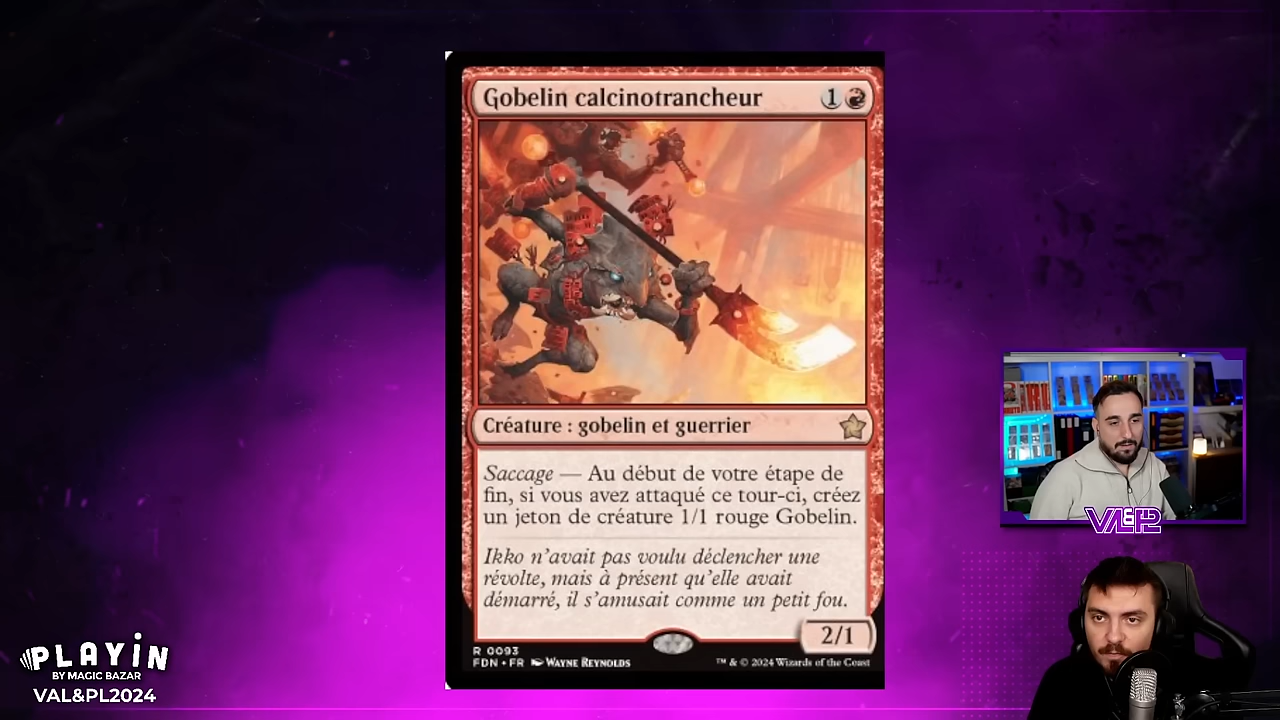 Gobelin calcinotrancheur 1
Créature : gobelin et guerrier
Saccage — Au début de votre étape de
fin, si vous avez attaqué ce tour-ci, créez
un jeton de créature 1/1 rouge Gobelin.
Ikko n'avait pas voulu déclencher une
révolte, mais à présent qu'elle avait
démarré, il s'amusait comme un petit fou.
2/1
R 0093
FDN • FR WAYNE REYNOLDS
™ & © 2024 Wizards of the Coast
VAL&PL
PLAYIN
BY MAGIC BAZAR
VAL&PL2024